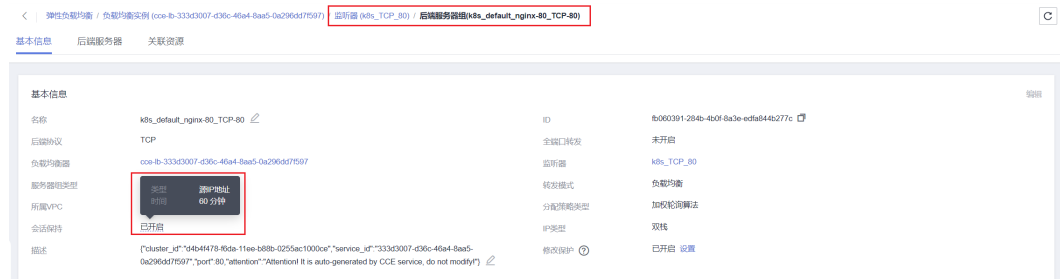 弹性负载均衡 / 负载均衡实例 (cce-lb-333d3007-d36c-46a4-8aa5-0a296dd7f597) / 监听器 (k8s_TCP_80) / 后端服务器组(k8s_default_nginx-80_TCP-80)
基本信息 后端服务器 关联资源
基本信息 编辑
名称 k8s_default_nginx-80_TCP-80 ID fb060391-284b-4b0f-8a3e-edfa844b277c
后端协议 TCP 全端口转发 未开启
负载均衡器 cce-lb-333d3007-d36c-46a4-8aa5-0a296dd7f597 监听器 k8s_TCP_80
服务器组类型 类型 源IP地址 转发模式 负载均衡
所属VPC 时间 60 分钟 分配策略类型 加权轮询算法
会话保持 已开启 IP类型 双栈
描述 {"cluster_id":"d4b4f478-f6da-11ee-b88b-0255ac1000ce","service_id":"333d3007-d36c-46a4-8aa5- 修改保护 已开启 设置
0a296dd7f597","port":80,"attention":"Attention! It is auto-generated by CCE service, do not modify!"}